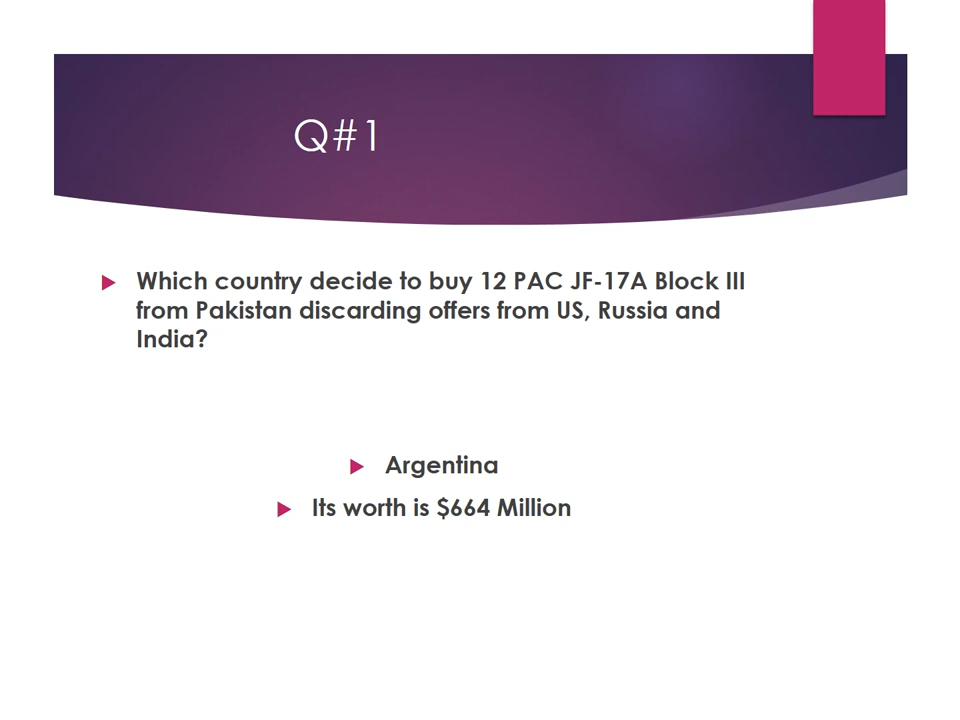 Q#1
Which country decide to buy 12 PAC JF-17A Block III
from Pakistan discarding offers from US, Russia and
India?
Argentina
Its worth is $664 Million